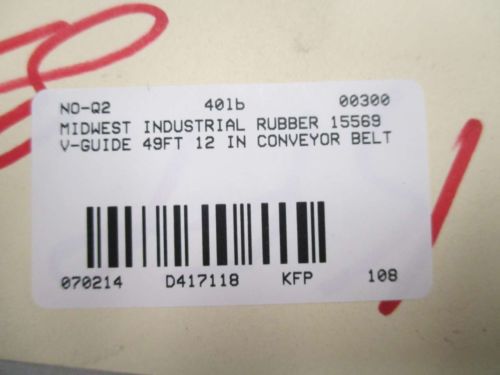 NO-Q2 401b 00300
MIDWEST INDUSTRIAL RUBBER 15569
V-GUIDE 49FT 12 IN CONVEYOR BELT
070214 D417118 KFP 108